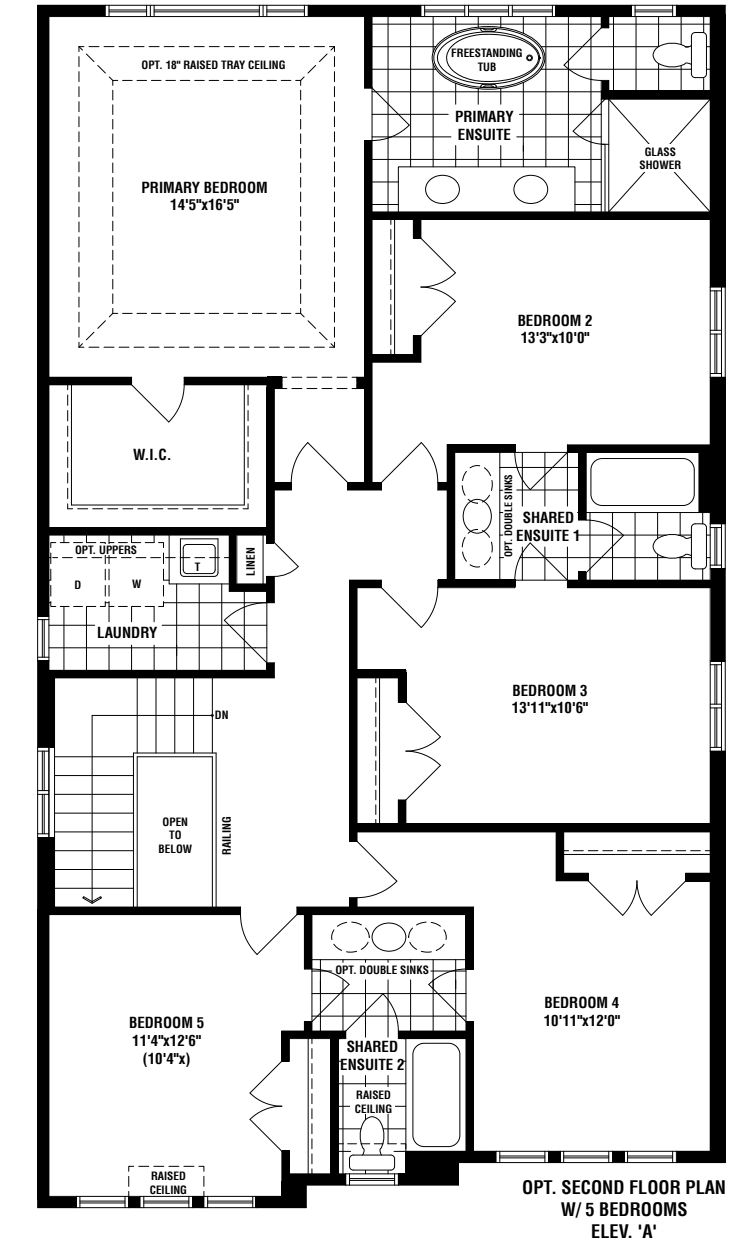 OPT. 18" RAISED TRAY CEILING
PRIMARY BEDROOM
14'5"x16'5"
FREESTANDING
TUB
PRIMARY
ENSUITE
GLASS
SHOWER
BEDROOM 2
13'3"x10'0"
W.I.C.
OPT. DOUBLE SINKS
SHARED
ENSUITE 1
OPT. UPPERS
D
W
T
LINEN
LAUNDRY
BEDROOM 3
13'11"x10'6"
DN
OPEN
TO
BELOW
RAILING
OPT. DOUBLE SINKS
BEDROOM 4
10'11"x12'0"
BEDROOM 5
11'4"x12'6"
(10'4"x)
SHARED
ENSUITE 2
RAISED
CEILING
RAISED
CEILING
OPT. SECOND FLOOR PLAN
W/ 5 BEDROOMS
ELEV. 'A'